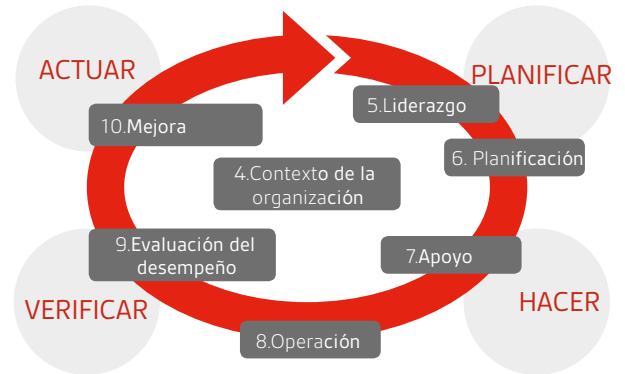 ACTUAR
PLANIFICAR
5.Liderazgo
10.Mejora
6. Planificación
4.Contexto de la
organización
9.Evaluación del
desempeño
7.Apoyo
VERIFICAR
HACER
8.Operación